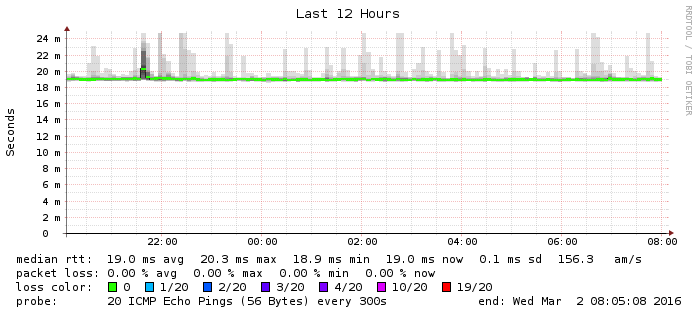 Last 12 Hours
RRDTOOL / TOBI OETIKER
Seconds
24 m
22 m
20 m
18 m
16 m
14 m
12 m
10 m
8 m
6 m
4 m
2 m
0
22:00 00:00 02:00 04:00 06:00 08:00
median rtt: 19.0 ms avg 20.3 ms max 18.9 ms min 19.0 ms now 0.1 ms sd 156.3 am/s
packet loss: 0.00 % avg 0.00 % max 0.00 % min 0.00 % now
loss color: 0 1/20 2/20 3/20 4/20 10/20 19/20
probe: 20 ICMP Echo Pings (56 Bytes) every 300s end: Wed Mar 2 08:05:08 2016